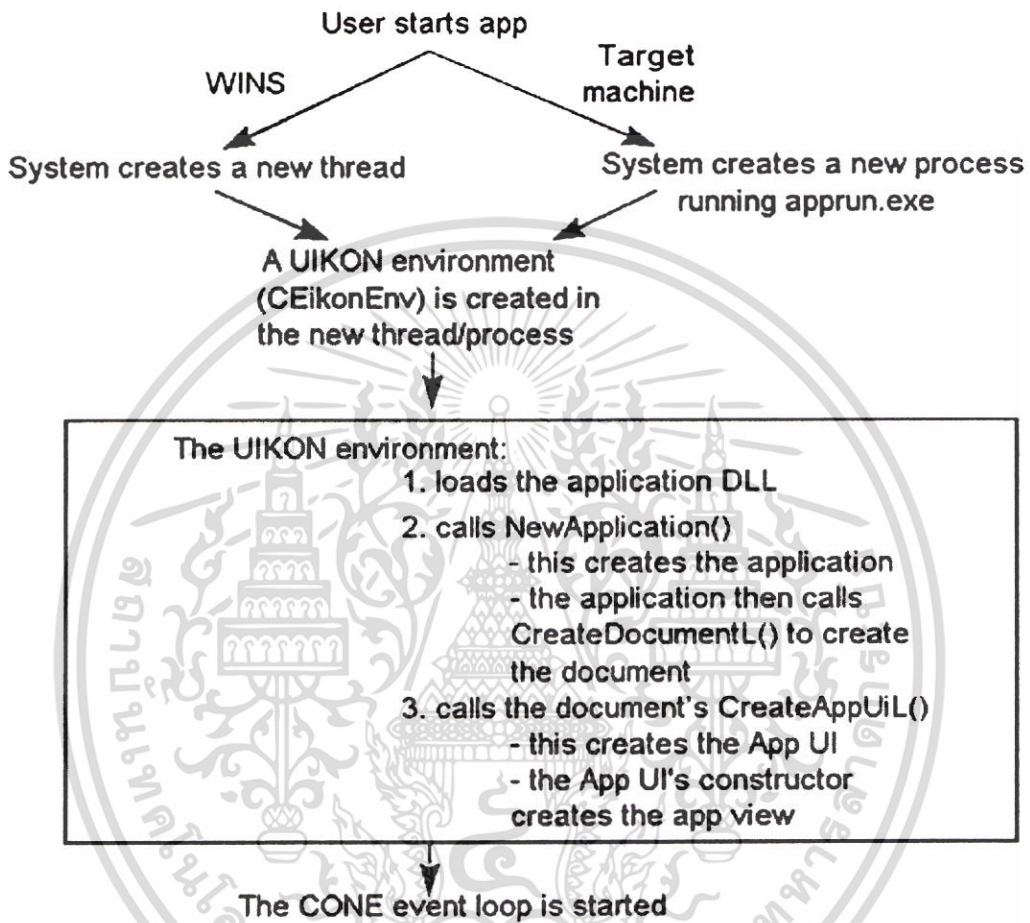 User starts app
WINS
Target
machine
System creates a new thread
System creates a new process
running apprun.exe
A UIKON environment
(CEikonEnv) is created in
the new thread/process
The UIKON environment:
1. loads the application DLL
2. calls NewApplication()
- this creates the application
- the application then calls
CreateDocumentL() to create
the document
3. calls the document's CreateAppUiL()
- this creates the App UI
- the App UI's constructor
creates the app view
The CONE event loop is started